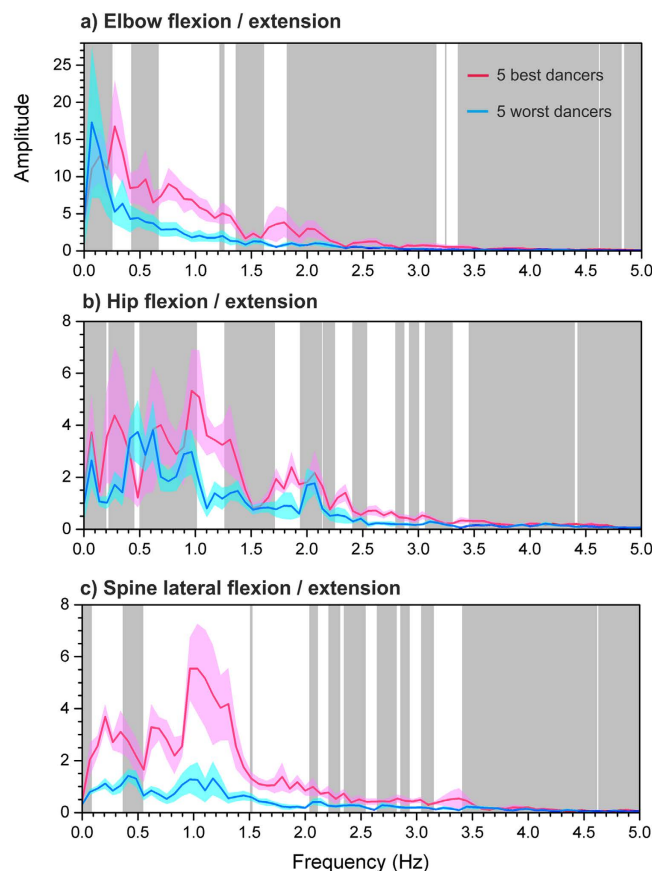 a) Elbow flexion / extension
25
20
15
10
5
0
Amplitude
5 best dancers
5 worst dancers
0.0 0.5 1.0 1.5 2.0 2.5 3.0 3.5 4.0 4.5 5.0
b) Hip flexion / extension
8
6
4
2
0
0.0 0.5 1.0 1.5 2.0 2.5 3.0 3.5 4.0 4.5 5.0
c) Spine lateral flexion / extension
8
6
4
2
0
0.0 0.5 1.0 1.5 2.0 2.5 3.0 3.5 4.0 4.5 5.0
Frequency (Hz)